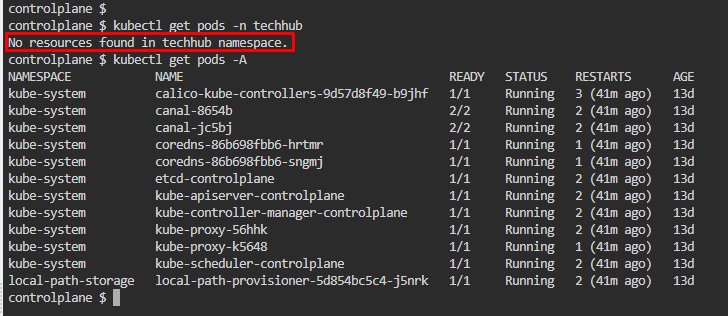 controlplane $
controlplane $ kubectl get pods -n techhub
No resources found in techhub namespace.
controlplane $ kubectl get pods -A
NAMESPACE NAME READY STATUS RESTARTS AGE
kube-system calico-kube-controllers-9d57d8f49-b9jhf 1/1 Running 3 (41m ago) 13d
kube-system canal-8654b 2/2 Running 2 (41m ago) 13d
kube-system canal-jc5bj 2/2 Running 2 (41m ago) 13d
kube-system coredns-86b698fbb6-hrtmr 1/1 Running 1 (41m ago) 13d
kube-system coredns-86b698fbb6-sngmj 1/1 Running 1 (41m ago) 13d
kube-system etcd-controlplane 1/1 Running 2 (41m ago) 13d
kube-system kube-apiserver-controlplane 1/1 Running 2 (41m ago) 13d
kube-system kube-controller-manager-controlplane 1/1 Running 2 (41m ago) 13d
kube-system kube-proxy-56hhk 1/1 Running 2 (41m ago) 13d
kube-system kube-proxy-k5648 1/1 Running 1 (41m ago) 13d
kube-system kube-scheduler-controlplane 1/1 Running 2 (41m ago) 13d
local-path-storage local-path-provisioner-5d854bc5c4-j5nrk 1/1 Running 2 (41m ago) 13d
controlplane $